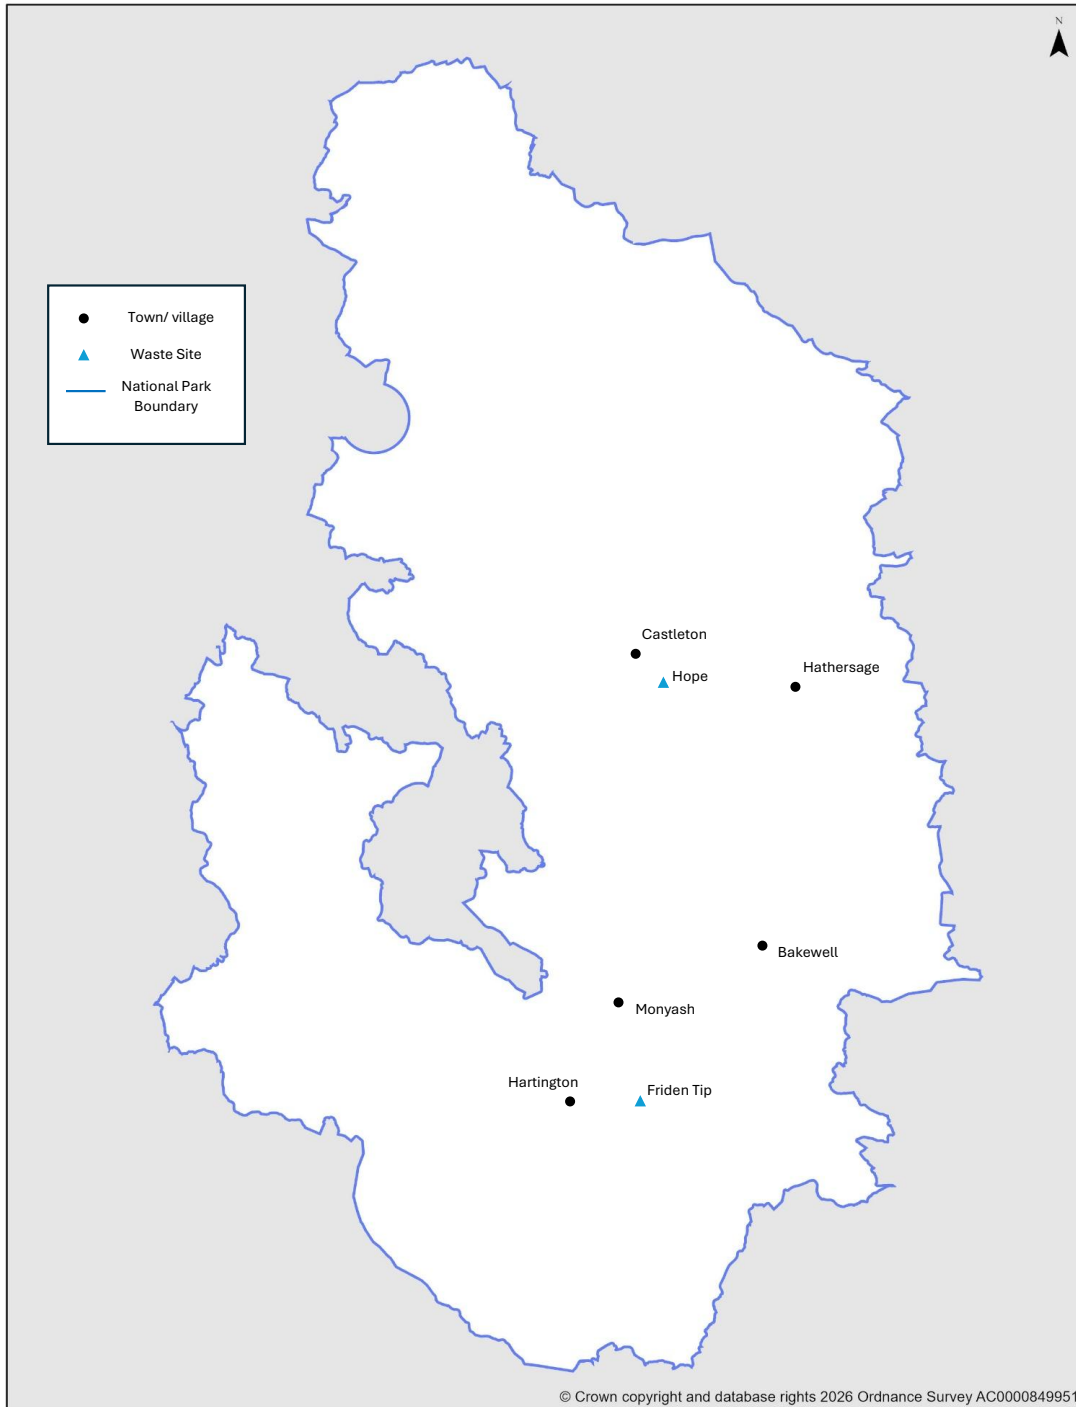 N
Town/ village
Waste Site
National Park
Boundary
Castleton
Hope
Hathersage
Bakewell
Monyash
Hartington
Friden Tip
© Crown copyright and database rights 2026 Ordnance Survey AC0000849951